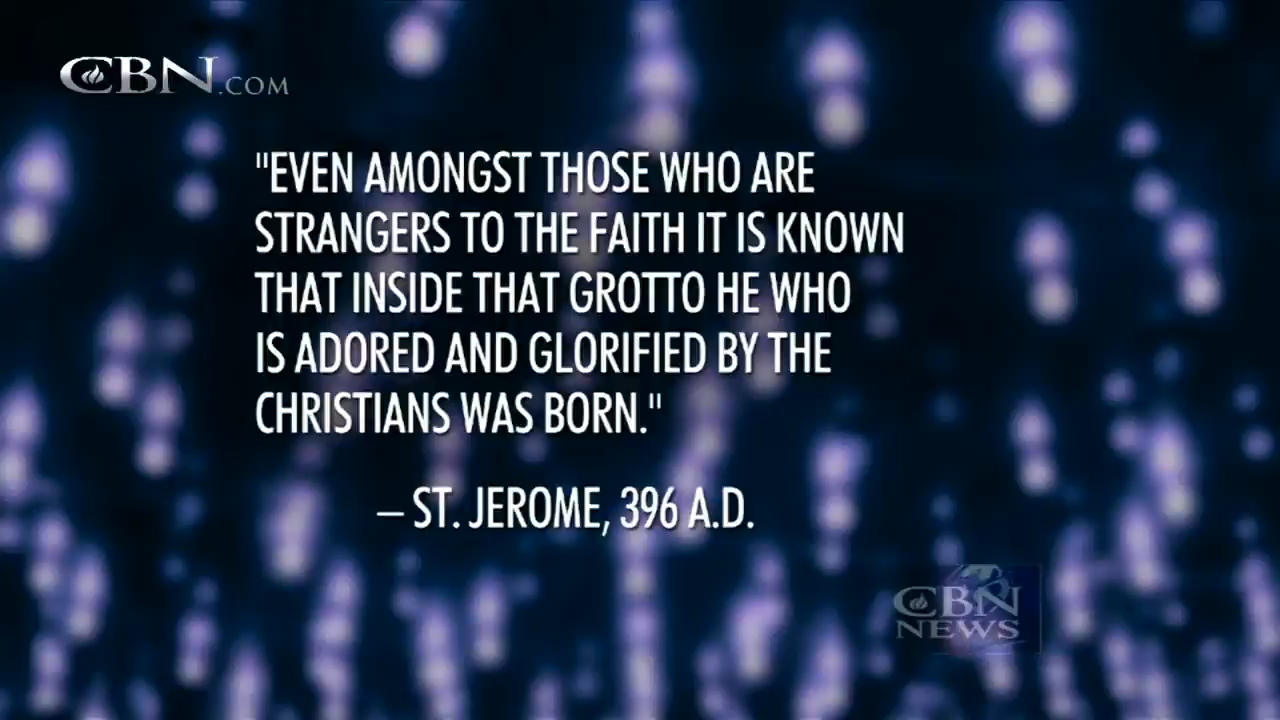 CBN.COM
"EVEN AMONGST THOSE WHO ARE
STRANGERS TO THE FAITH IT IS KNOWN
THAT INSIDE THAT GROTTO HE WHO
IS ADORED AND GLORIFIED BY THE
CHRISTIANS WAS BORN."
– ST. JEROME, 396 A.D.
CBN
NEWS